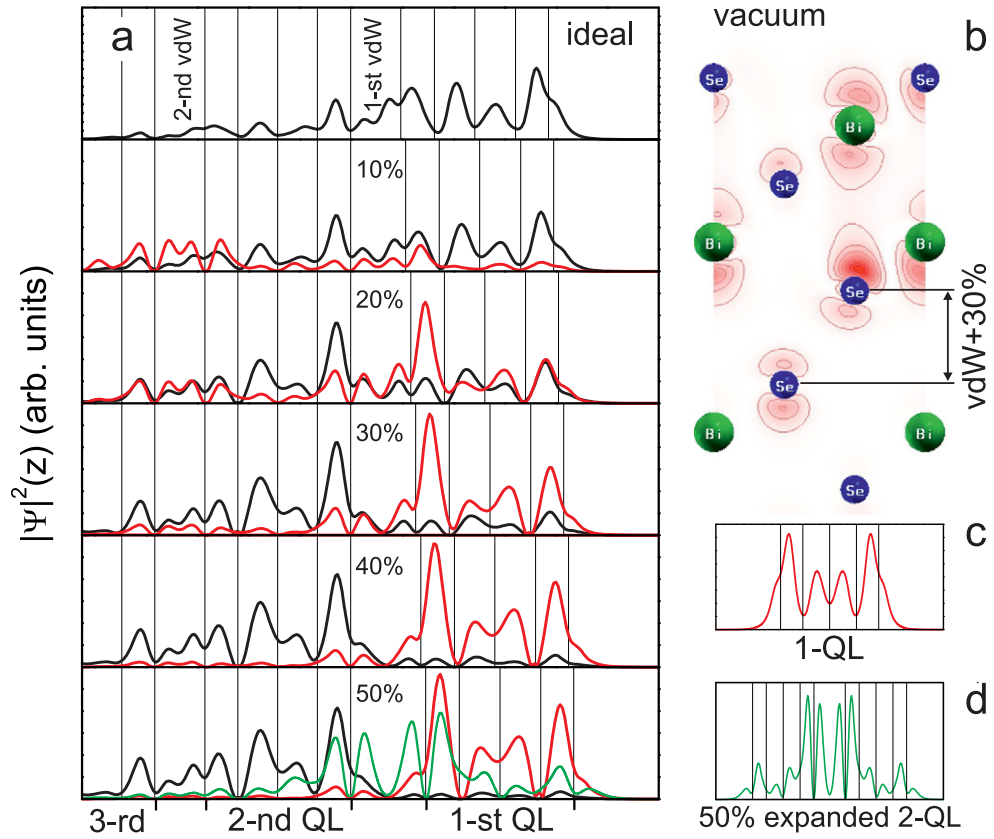 a
ideal
2-nd vdW
1-st vdW
10%
20%
30%
40%
50%
|Ψ|²(z) (arb. units)
3-rd
2-nd QL
1-st QL
vacuum
b
Se
Se
Bi
Se
Bi
Bi
Se
Se
Bi
Bi
Se
vdW+30%
c
1-QL
d
50% expanded 2-QL